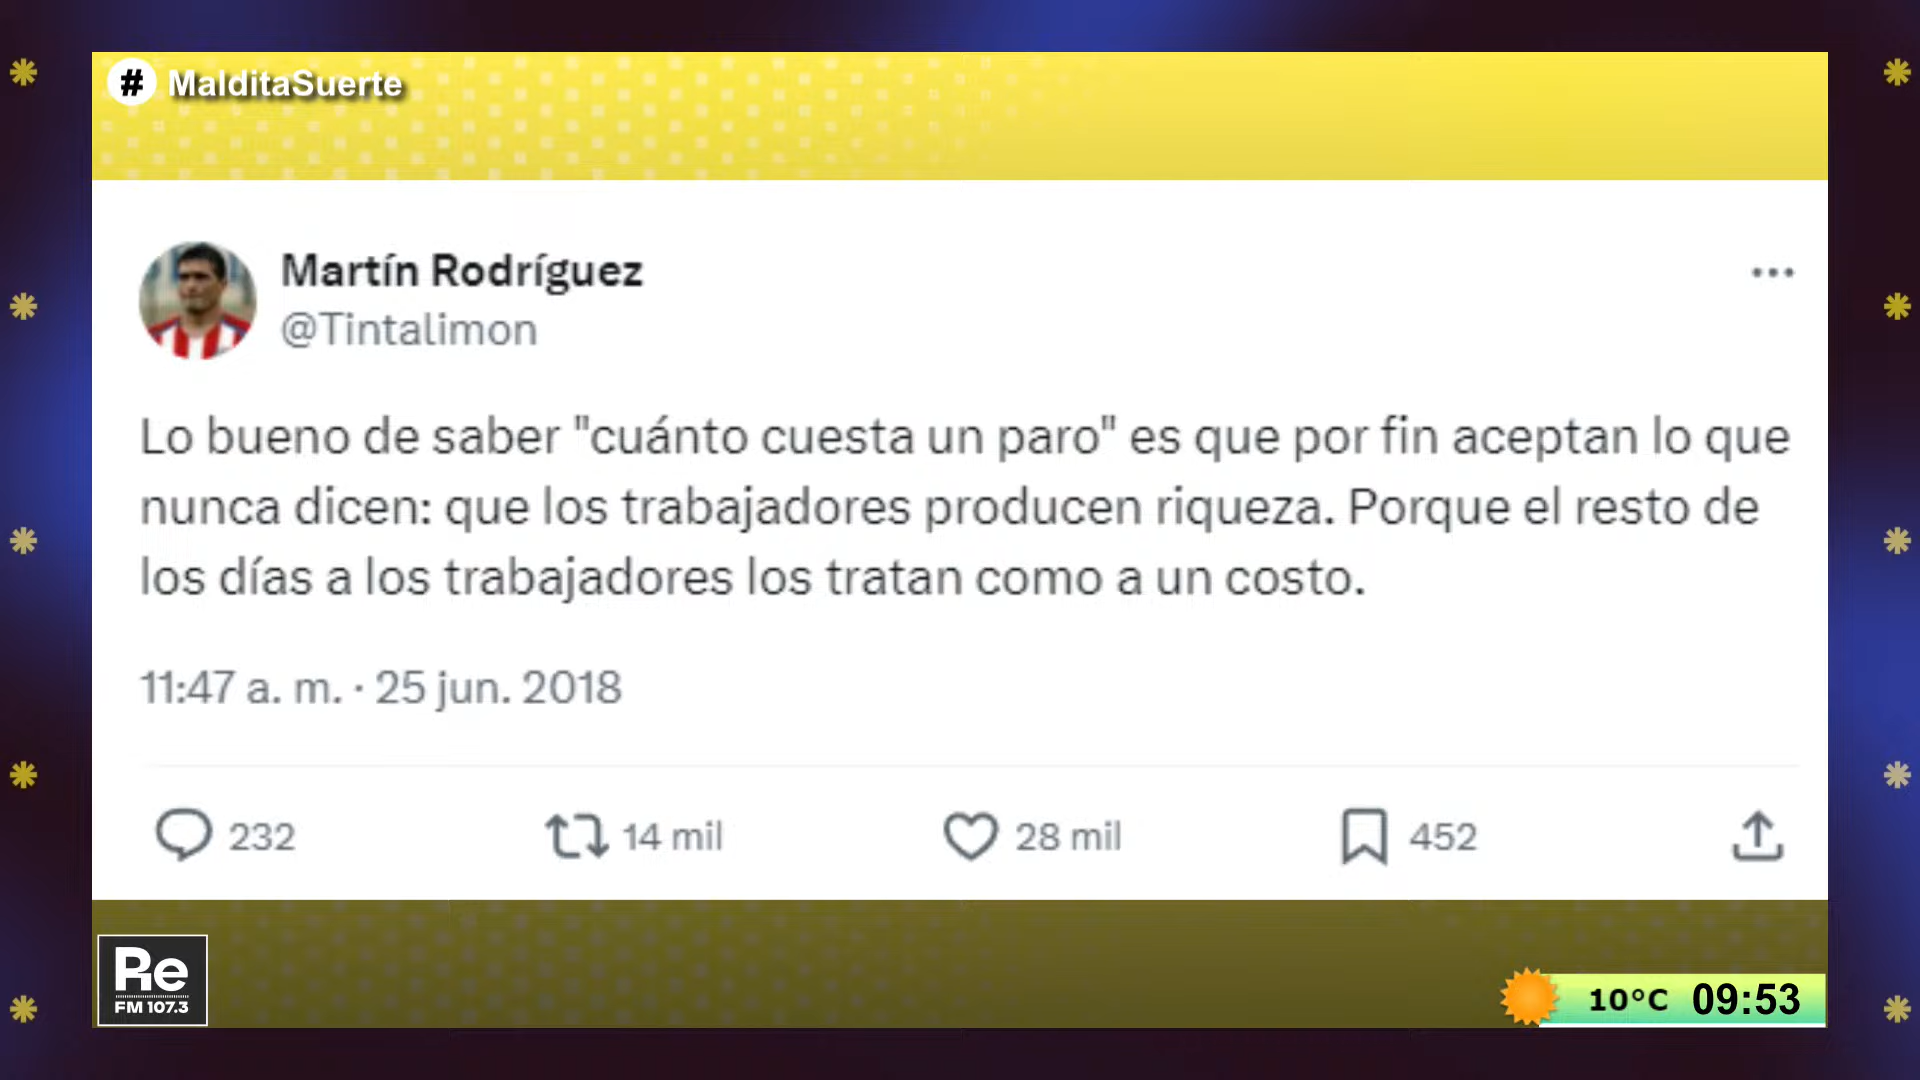 # MalditaSuerte
Martín Rodríguez
@Tintalimon
Lo bueno de saber "cuánto cuesta un paro" es que por fin aceptan lo que
nunca dicen: que los trabajadores producen riqueza. Porque el resto de
los días a los trabajadores los tratan como a un costo.
11:47 a. m. · 25 jun. 2018
232 14 mil 28 mil 452
Re
FM 107.3
10°C 09:53